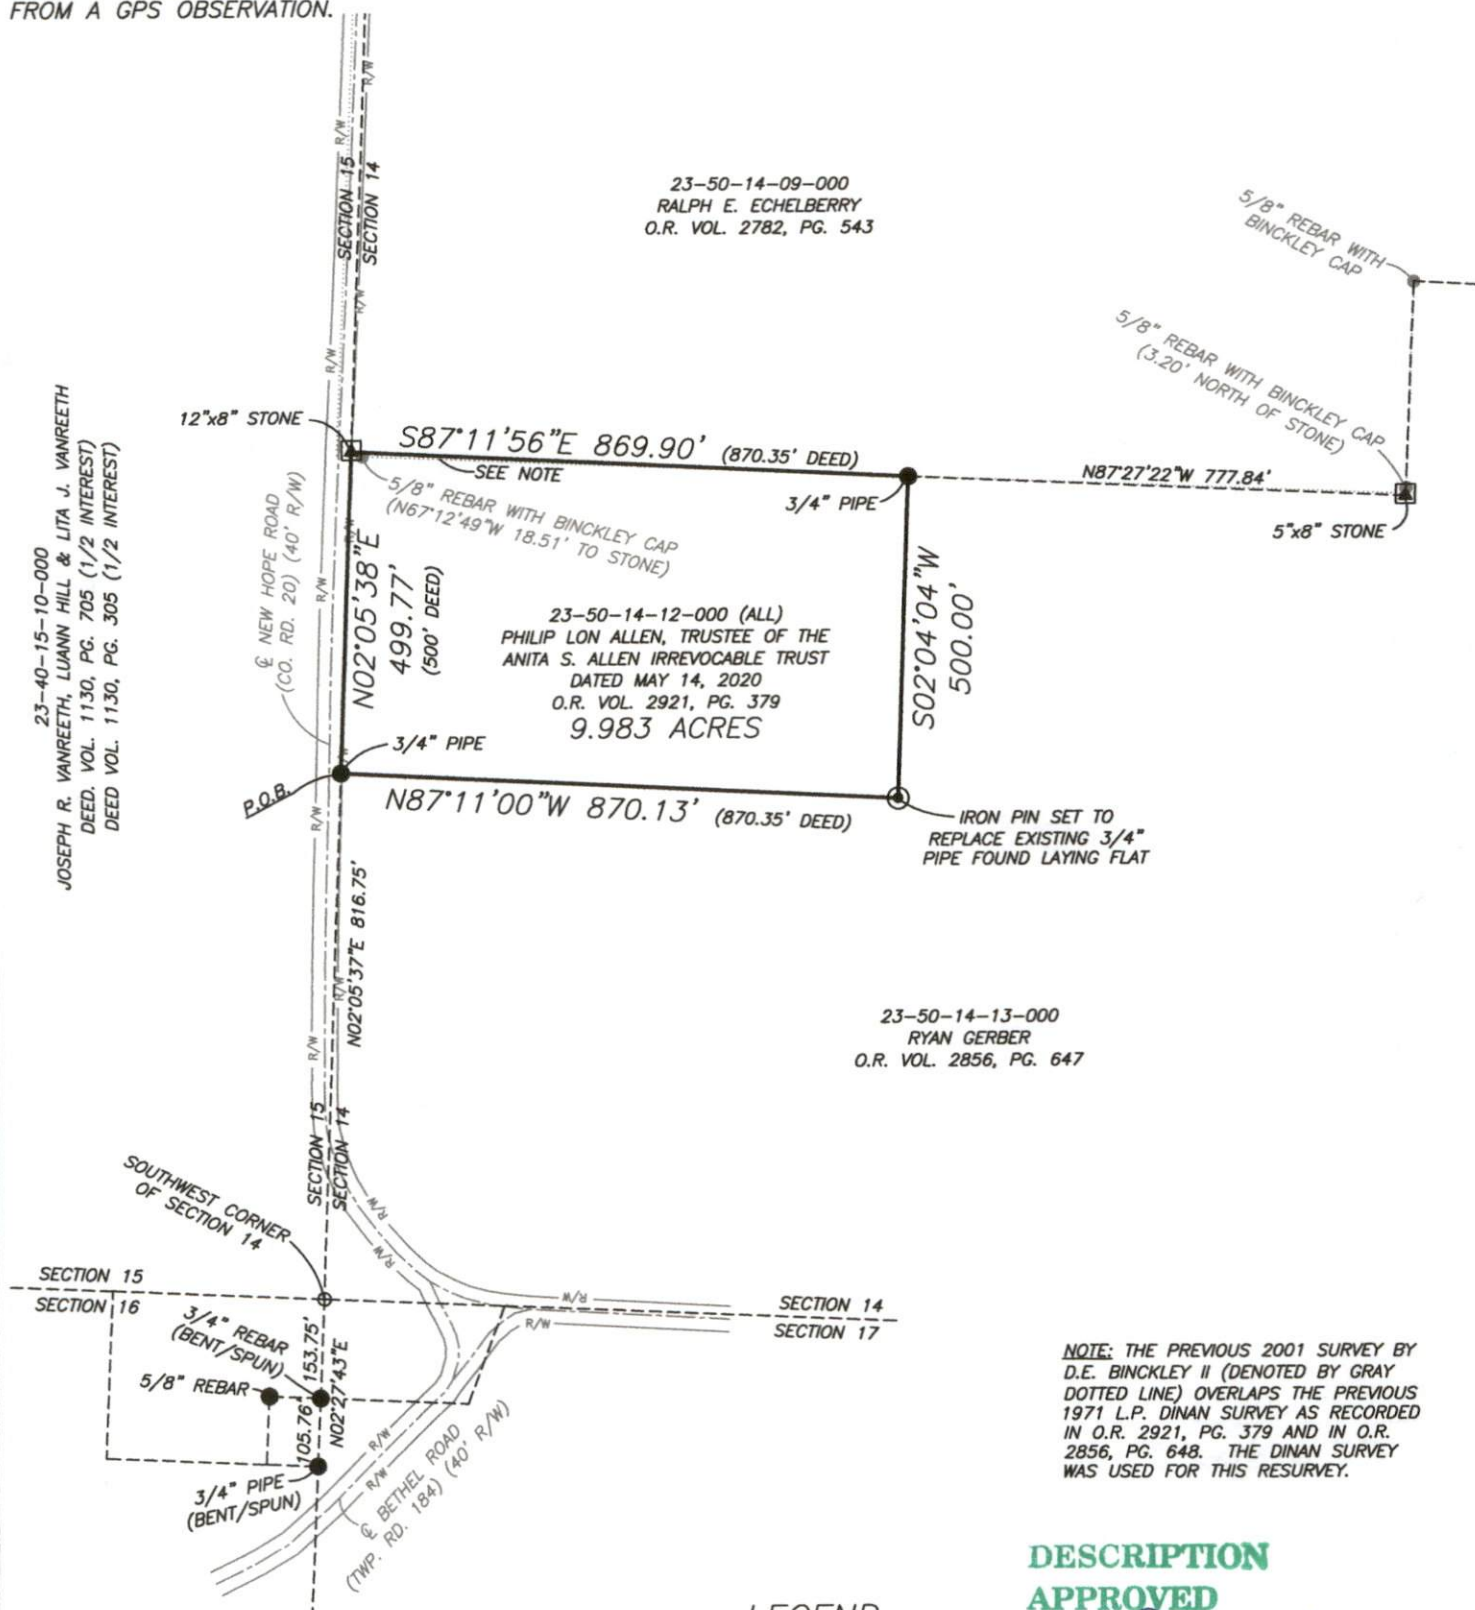 FROM A GPS OBSERVATION.
R/W
R/W
R/W
SECTION 15
SECTION 14
R/W
R/W
23-50-14-09-000
RALPH E. ECHELBERRY
O.R. VOL. 2782, PG. 543
5/8" REBAR WITH
BINCKLEY CAP
5/8" REBAR WITH BINCKLEY CAP
(3.20' NORTH OF STONE)
12"x8" STONE
S87°11'56"E 869.90' (870.35' DEED)
SEE NOTE
3/4" PIPE
N87°27'22"W 777.84'
5"x8" STONE
5/8" REBAR WITH BINCKLEY CAP
(N67°12'49"W 18.51' TO STONE)
23-40-15-10-000
JOSEPH R. VANREETH, LUANN HILL & LITA J. VANREETH
DEED. VOL. 1130, PG. 705 (1/2 INTEREST)
DEED VOL. 1130, PG. 305 (1/2 INTEREST)
℄ NEW HOPE ROAD
(CO. RD. 20) (40' R/W)
R/W
N02°05'38"E
499.77'
(500' DEED)
23-50-14-12-000 (ALL)
PHILIP LON ALLEN, TRUSTEE OF THE
ANITA S. ALLEN IRREVOCABLE TRUST
DATED MAY 14, 2020
O.R. VOL. 2921, PG. 379
9.983 ACRES
S02°04'04"W
500.00'
3/4" PIPE
P.O.B.
N87°11'00"W 870.13' (870.35' DEED)
IRON PIN SET TO
REPLACE EXISTING 3/4"
PIPE FOUND LAYING FLAT
R/W
N02°05'37"E 816.75'
R/W
R/W
23-50-14-13-000
RYAN GERBER
O.R. VOL. 2856, PG. 647
SECTION 15
SECTION 14
SOUTHWEST CORNER
OF SECTION 14
R/W
R/W
SECTION 15
SECTION 16
R/W
R/W
SECTION 14
SECTION 17
3/4" REBAR
(BENT/SPUN)
5/8" REBAR
153.75'
105.76'
N02°27'43"E
3/4" PIPE
(BENT/SPUN)
R/W
R/W
℄ BETHEL ROAD
(TWP. RD. 184) (40' R/W)
NOTE: THE PREVIOUS 2001 SURVEY BY
D.E. BINCKLEY II (DENOTED BY GRAY
DOTTED LINE) OVERLAPS THE PREVIOUS
1971 L.P. DINAN SURVEY AS RECORDED
IN O.R. 2921, PG. 379 AND IN O.R.
2856, PG. 648. THE DINAN SURVEY
WAS USED FOR THIS RESURVEY.
DESCRIPTION
APPROVED
LEGEND